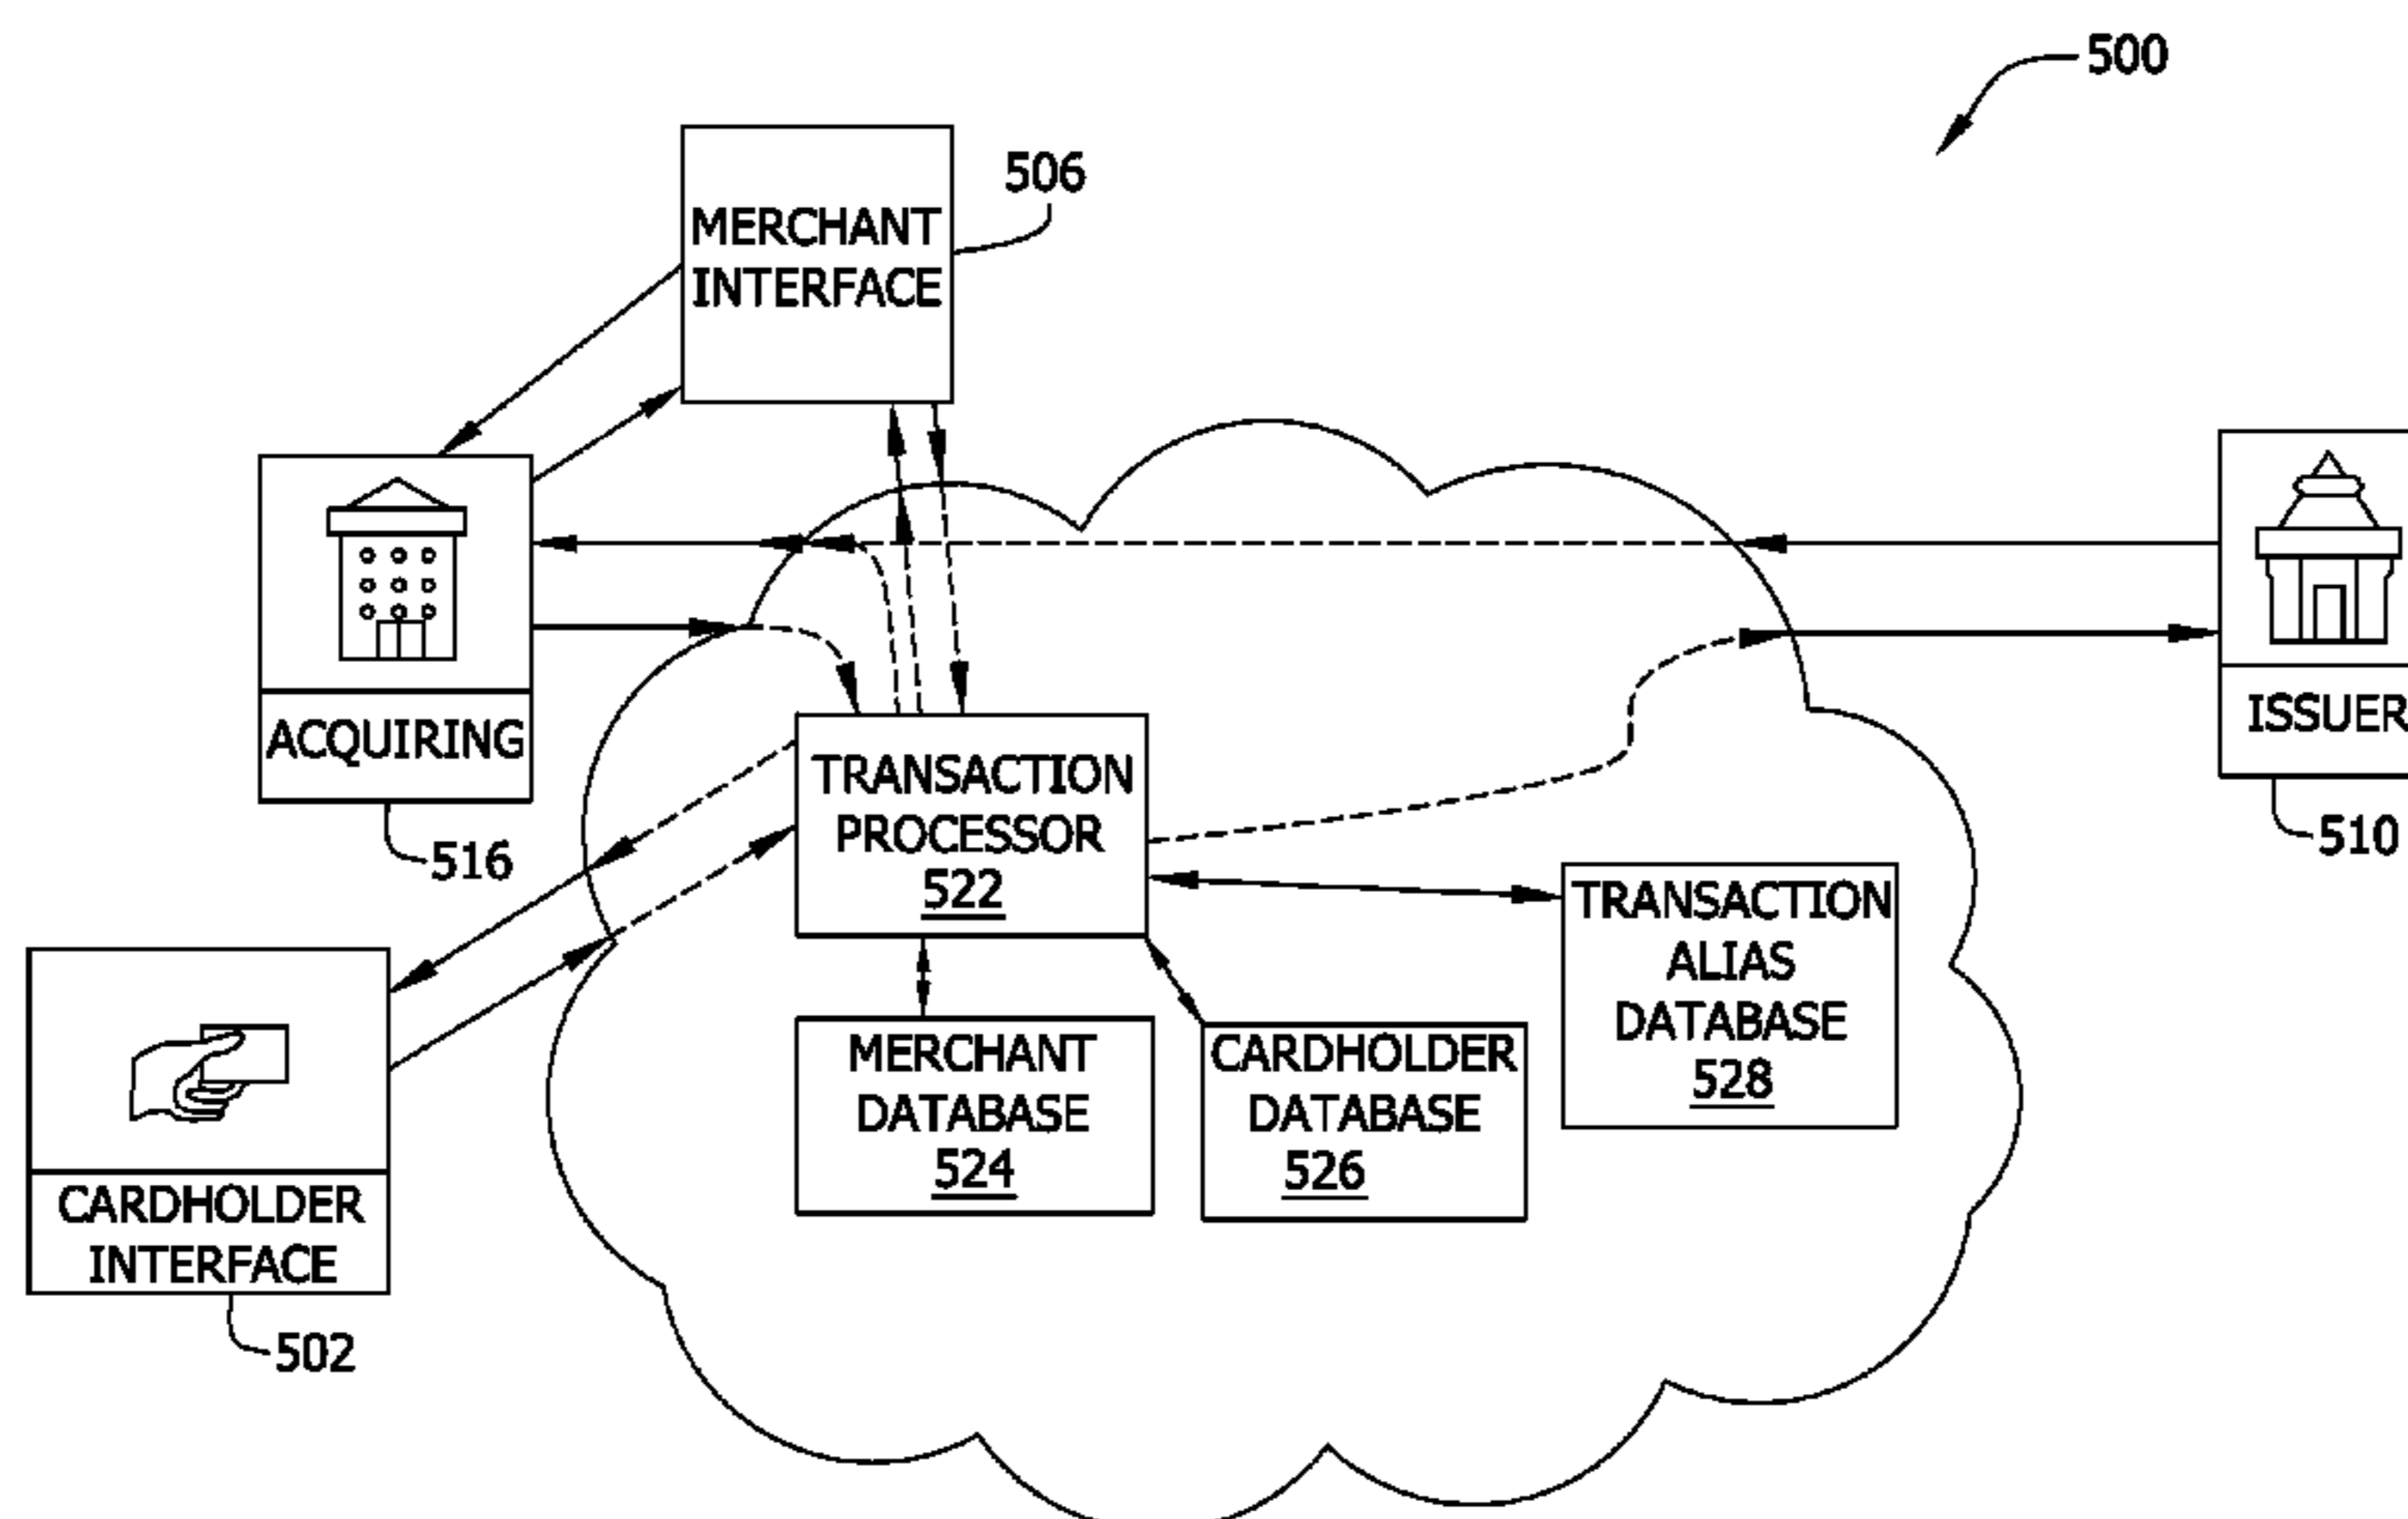 500
506
MERCHANT
INTERFACE
ACQUIRING
516
ISSUER
510
TRANSACTION
PROCESSOR
522
TRANSACTION
ALIAS
DATABASE
528
MERCHANT
DATABASE
524
CARDHOLDER
DATABASE
526
CARDHOLDER
INTERFACE
502